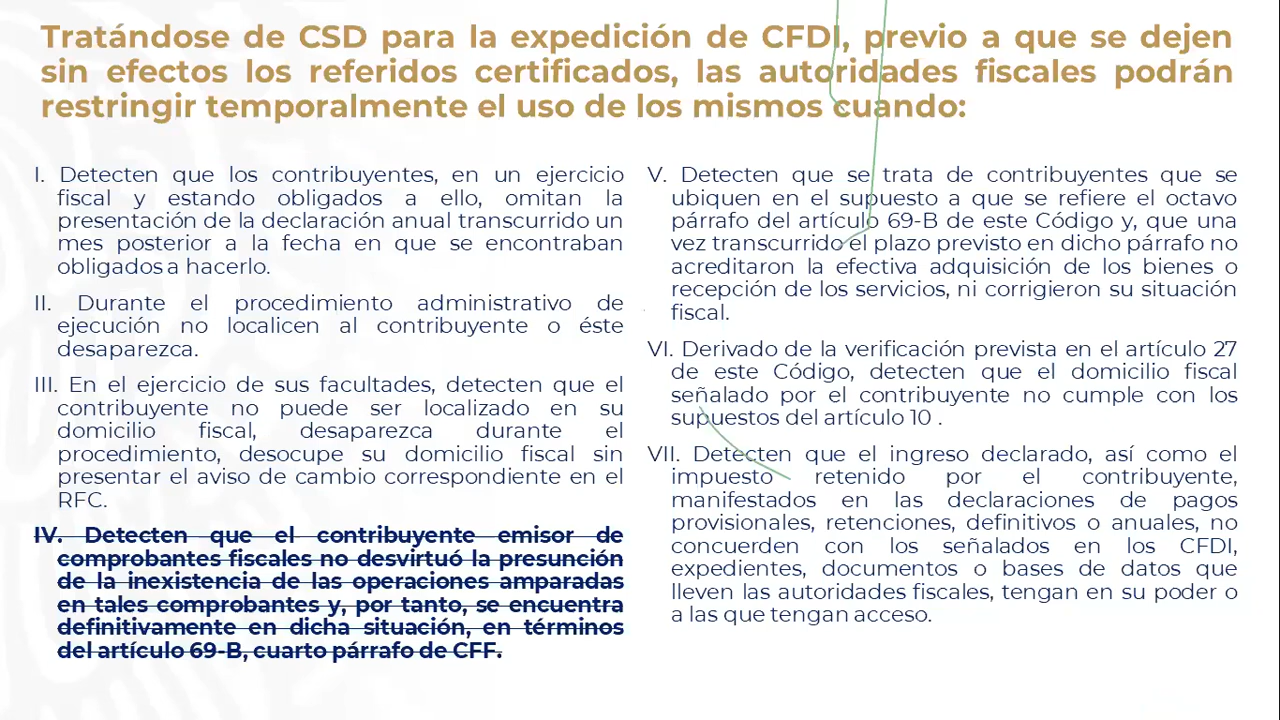 Tratándose de CSD para la expedición de CFDI, previo a que se dejen
sin efectos los referidos certificados, las autoridades fiscales podrán
restringir temporalmente el uso de los mismos cuando:
I. Detecten que los contribuyentes, en un ejercicio
fiscal y estando obligados a ello, omitan la
presentación de la declaración anual transcurrido un
mes posterior a la fecha en que se encontraban
obligados a hacerlo.
II. Durante el procedimiento administrativo de
ejecución no localicen al contribuyente o éste
desaparezca.
III. En el ejercicio de sus facultades, detecten que el
contribuyente no puede ser localizado en su
domicilio fiscal, desaparezca durante el
procedimiento, desocupe su domicilio fiscal sin
presentar el aviso de cambio correspondiente en el
RFC.
IV. Detecten que el contribuyente emisor de
comprobantes fiscales no desvirtuó la presunción
de la inexistencia de las operaciones amparadas
en tales comprobantes y, por tanto, se encuentra
definitivamente en dicha situación, en términos
del artículo 69-B, cuarto párrafo de CFF.
V. Detecten que se trata de contribuyentes que se
ubiquen en el supuesto a que se refiere el octavo
párrafo del artículo 69-B de este Código y, que una
vez transcurrido el plazo previsto en dicho párrafo no
acreditaron la efectiva adquisición de los bienes o
recepción de los servicios, ni corrigieron su situación
fiscal.
VI. Derivado de la verificación prevista en el artículo 27
de este Código, detecten que el domicilio fiscal
señalado por el contribuyente no cumple con los
supuestos del artículo 10 .
VII. Detecten que el ingreso declarado, así como el
impuesto retenido por el contribuyente,
manifestados en las declaraciones de pagos
provisionales, retenciones, definitivos o anuales, no
concuerden con los señalados en los CFDI,
expedientes, documentos o bases de datos que
lleven las autoridades fiscales, tengan en su poder o
a las que tengan acceso.